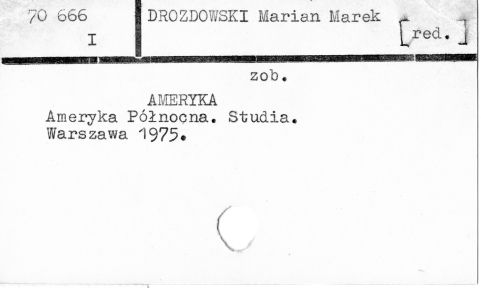 70 666
I
DROZDOWSKI Marian Marek
[red.]
zob.
AMERYKA
Ameryka Północna. Studia.
Warszawa 1975.